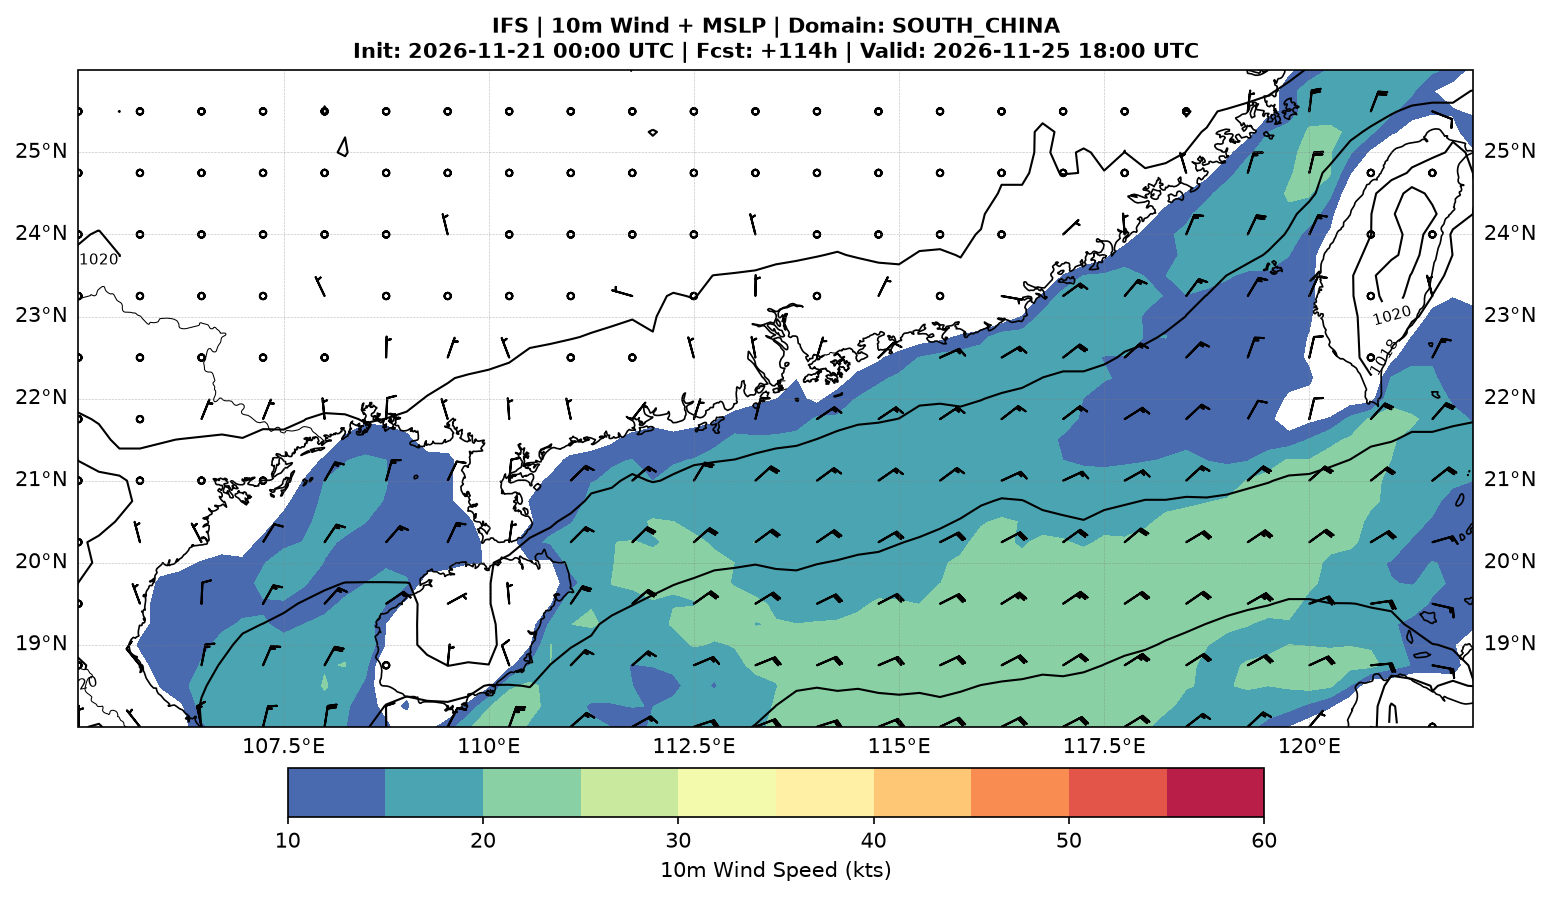 IFS | 10m Wind + MSLP | Domain: SOUTH_CHINA
Init: 2026-11-21 00:00 UTC | Fcst: +114h | Valid: 2026-11-25 18:00 UTC
25°N
25°N
24°N
24°N
1020
23°N
1020
23°N
1018
22°N
22°N
21°N
21°N
20°N
20°N
19°N
19°N
20
107.5°E
110°E
112.5°E
115°E
117.5°E
120°E
10
20
30
40
50
60
10m Wind Speed (kts)